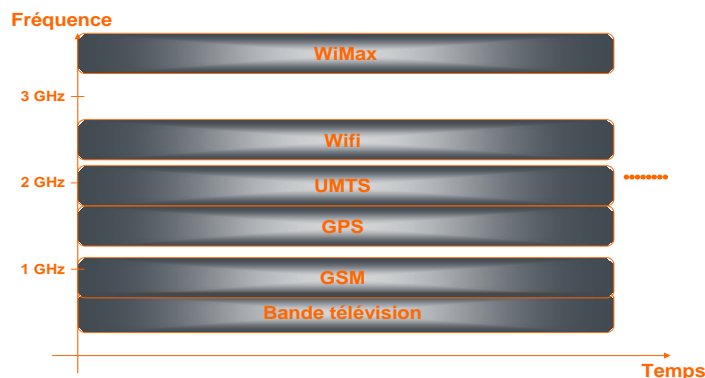 Fréquence
WiMax
3 GHz
Wifi
2 GHz
UMTS
GPS
1 GHz
GSM
Bande télévision
Temps